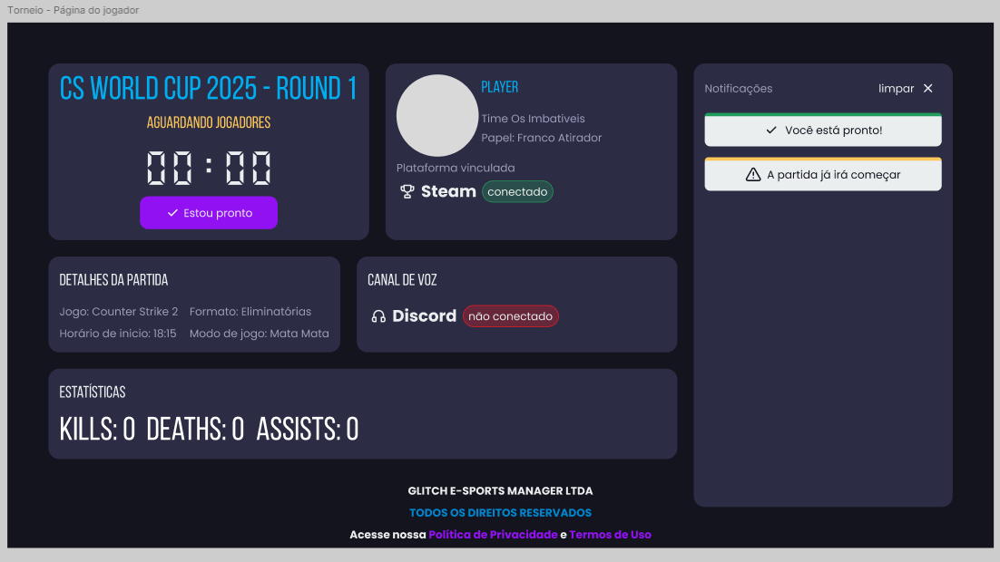 Torneio - Página do jogador
CS WORLD CUP 2025 - ROUND 1
AGUARDANDO JOGADORES
00:00
Estou pronto
PLAYER
Time Os Imbatíveis
Papel: Franco Atirador
Plataforma vinculada
Steam conectado
Notificações limpar
Você está pronto!
A partida já irá começar
DETALHES DA PARTIDA
Jogo: Counter Strike 2 Formato: Eliminatórias
Horário de inicio: 18:15 Modo de jogo: Mata Mata
CANAL DE VOZ
Discord não conectado
ESTATÍSTICAS
KILLS: 0 DEATHS: 0 ASSISTS: 0
GLITCH E-SPORTS MANAGER LTDA
TODOS OS DIREITOS RESERVADOS
Acesse nossa Política de Privacidade e Termos de Uso